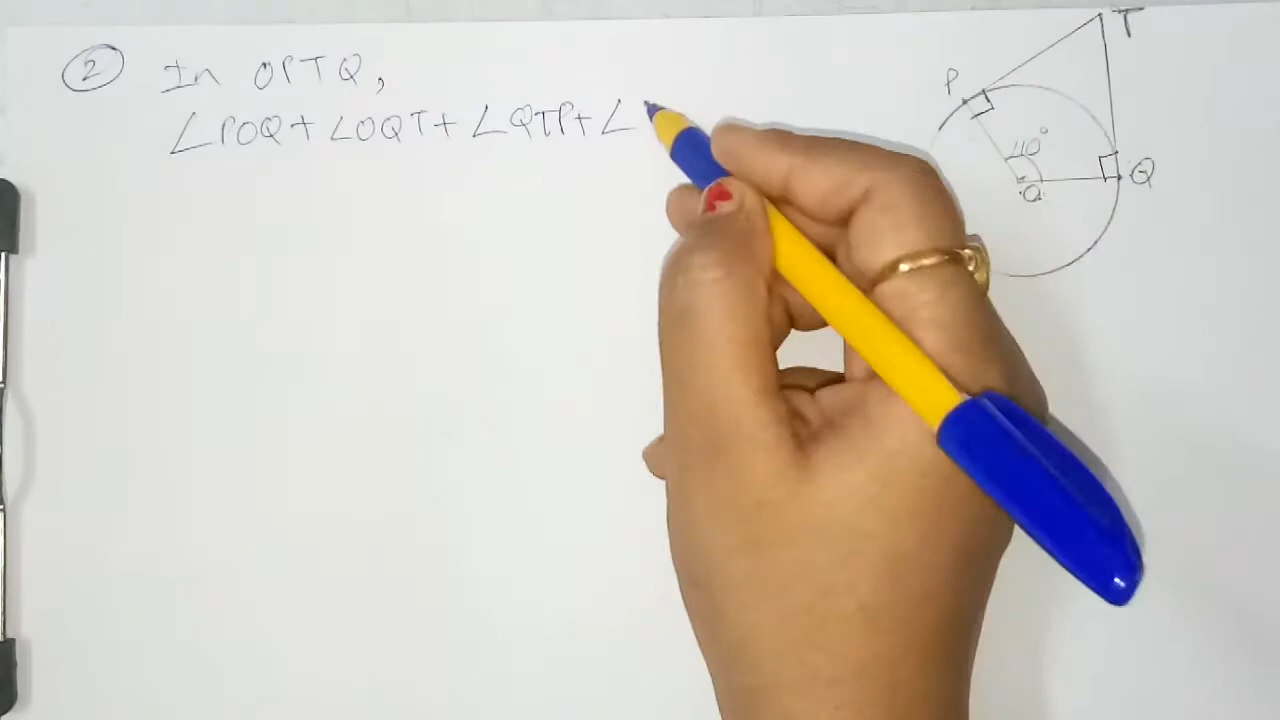 ② In OPTQ,
∠POQ + ∠OQT + ∠QTP + ∠
T
P
110°
Q
O